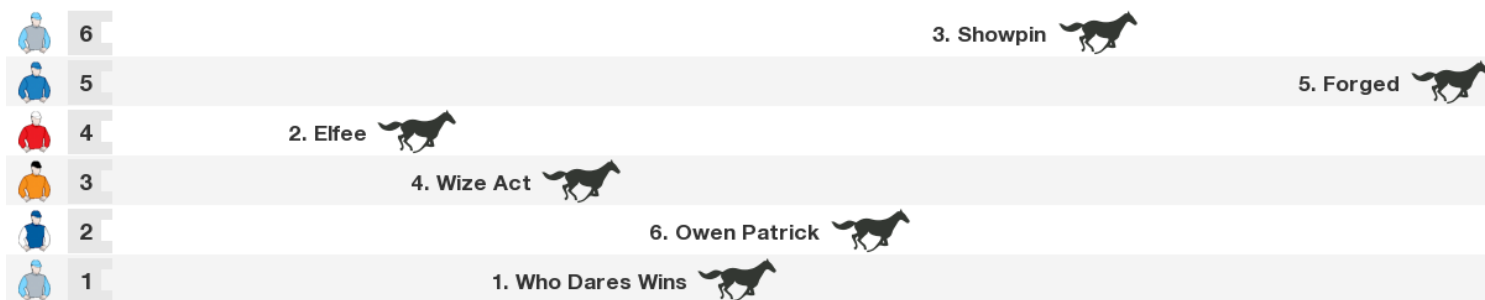 6 3. Showpin
5 5. Forged
4 2. Elfee
3 4. Wize Act
2 6. Owen Patrick
1 1. Who Dares Wins